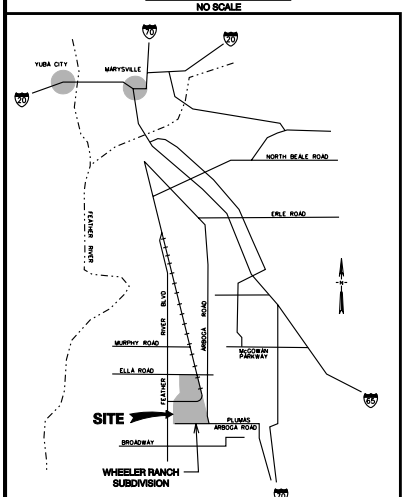 NO SCALE
70
20
YUBA CITY
MARYSVILLE
20
NORTH BEALE ROAD
ERLE ROAD
FEATHER RIVER
-N-
FEATHER RIVER BLVD
ARBOGA ROAD
MURPHY ROAD
McGOWAN
PARKWAY
ELLA ROAD
65
SITE
PLUMAS
ARBOGA ROAD
BROADWAY
WHEELER RANCH
SUBDIVISION
70